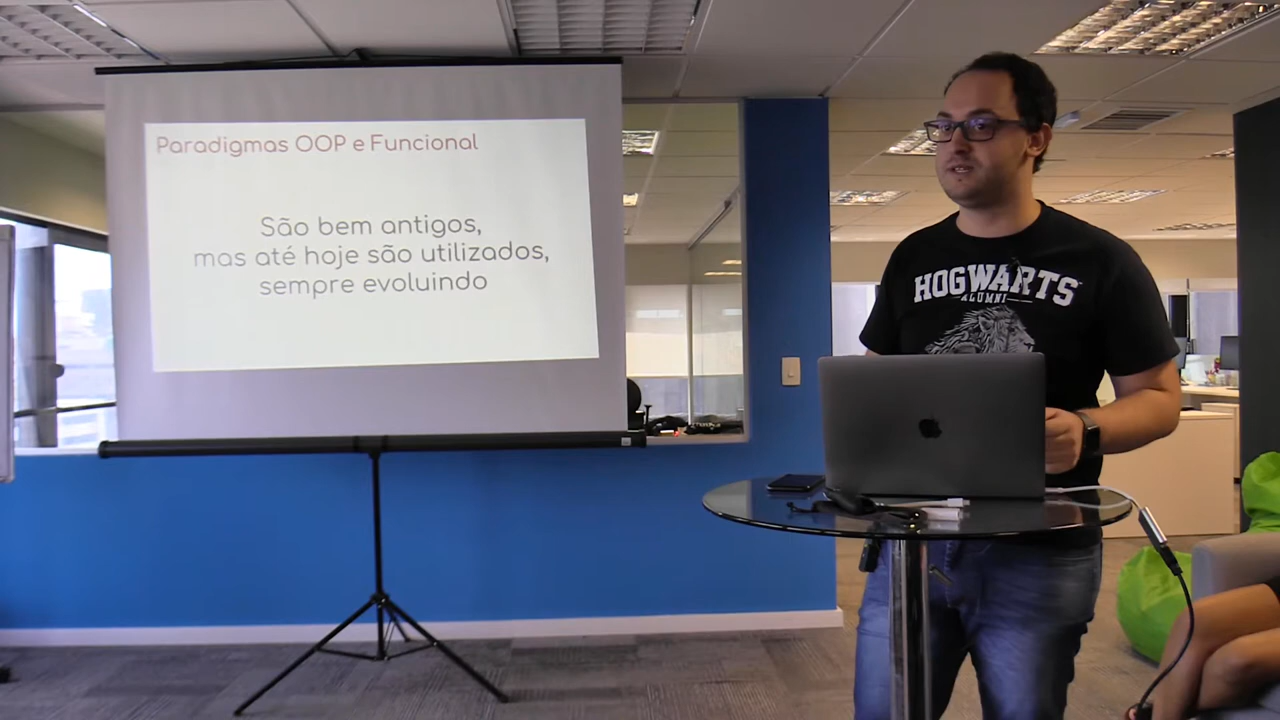 Paradigmas OOP e Funcional
São bem antigos,
mas até hoje são utilizados,
sempre evoluindo
HOGWARTS
ALUMNI